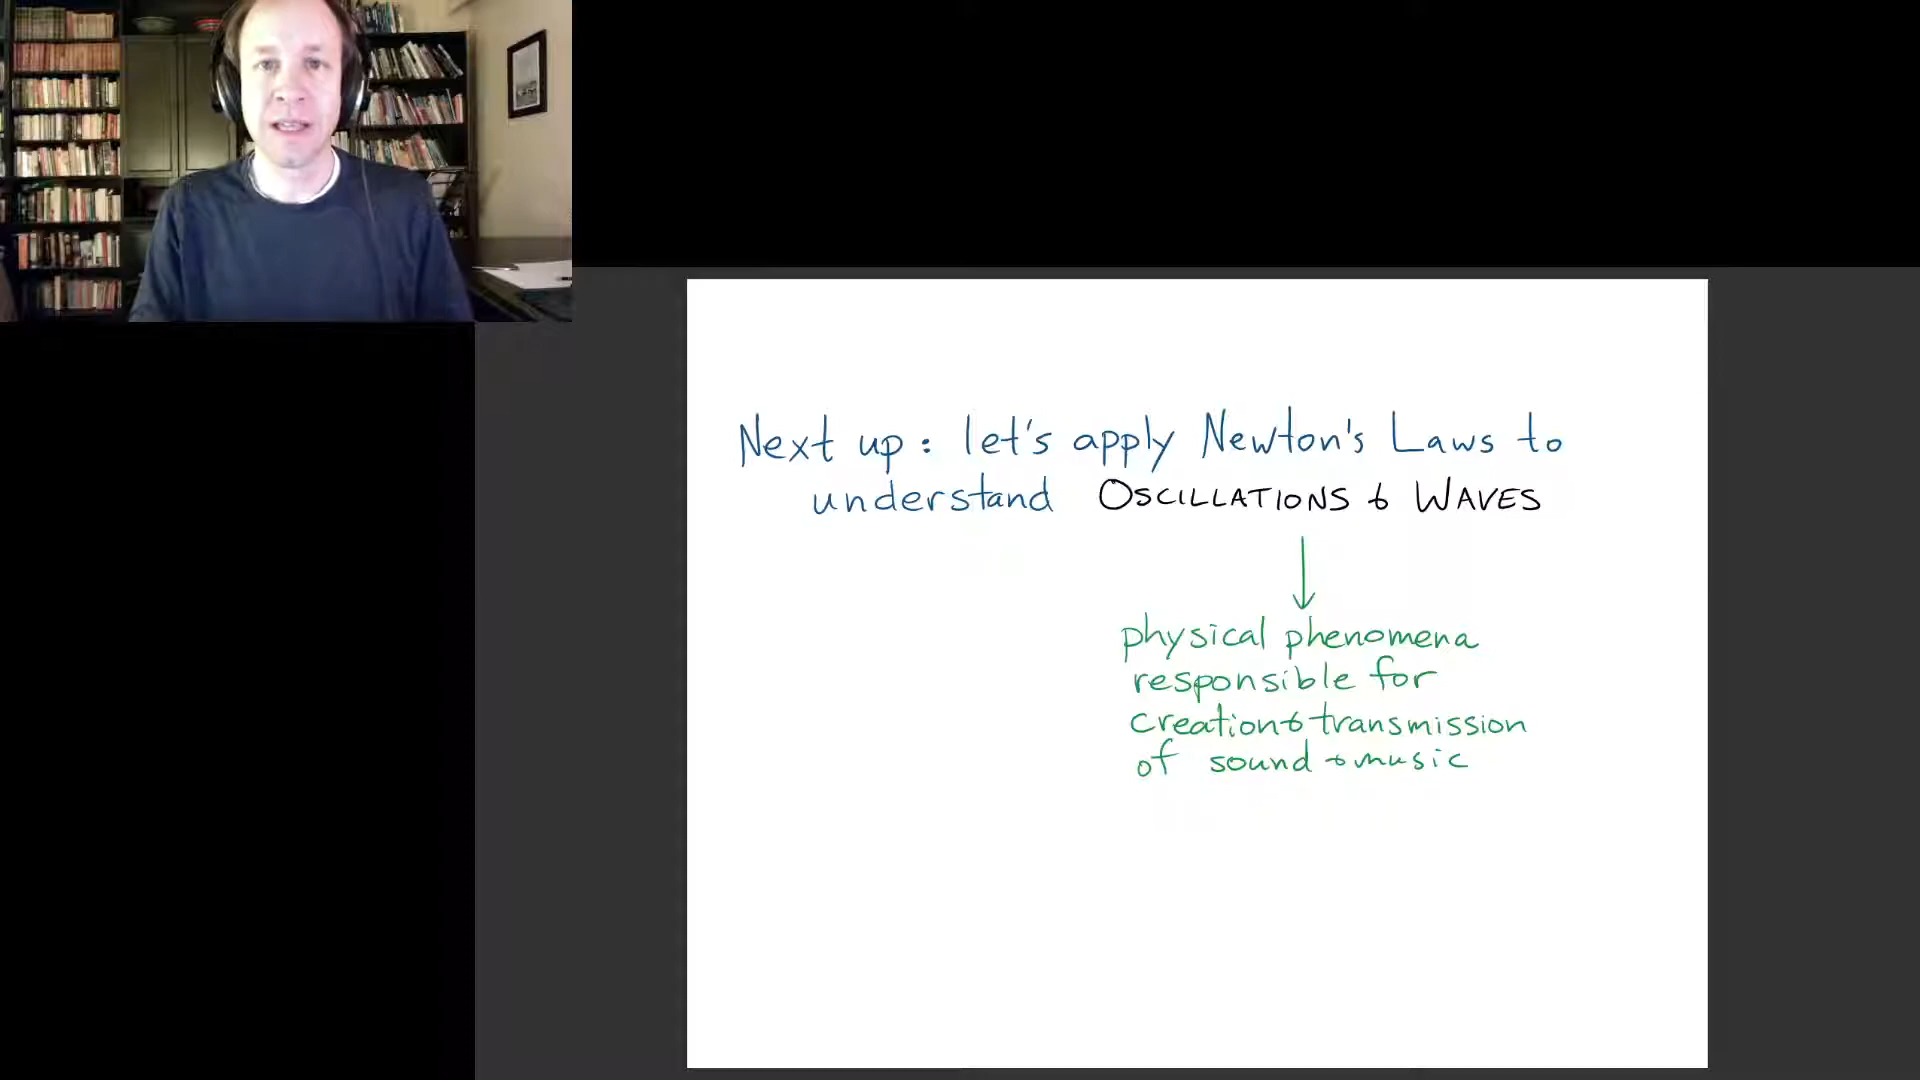 Next up: let's apply Newton's Laws to
understand OSCILLATIONS & WAVES
physical phenomena
responsible for
creation & transmission
of sound & music